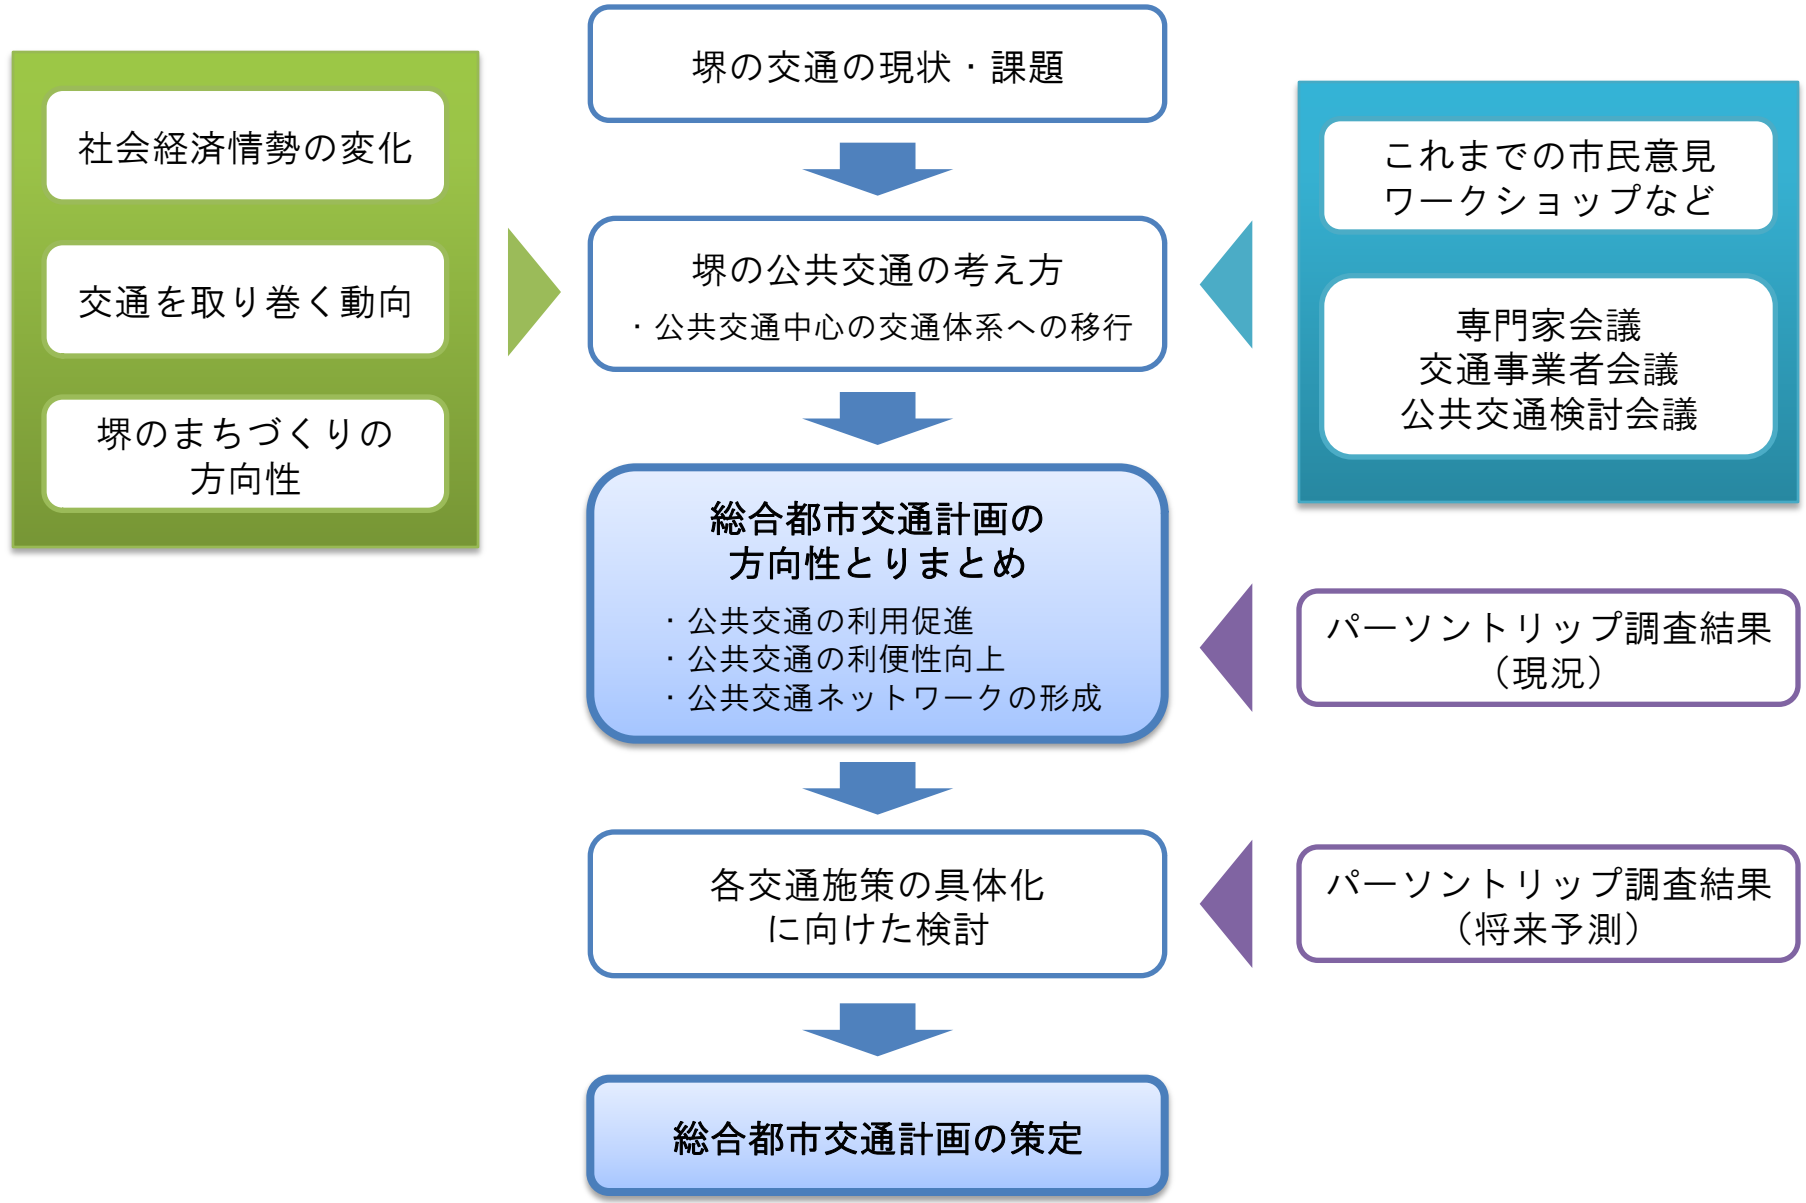 堺の交通の現状・課題
社会経済情勢の変化
交通を取り巻く動向
堺のまちづくりの
方向性
堺の公共交通の考え方
・公共交通中心の交通体系への移行
これまでの市民意見
ワークショップなど
専門家会議
交通事業者会議
公共交通検討会議
総合都市交通計画の
方向性とりまとめ
・公共交通の利用促進
・公共交通の利便性向上
・公共交通ネットワークの形成
パーソントリップ調査結果
（現況）
各交通施策の具体化
に向けた検討
パーソントリップ調査結果
（将来予測）
総合都市交通計画の策定